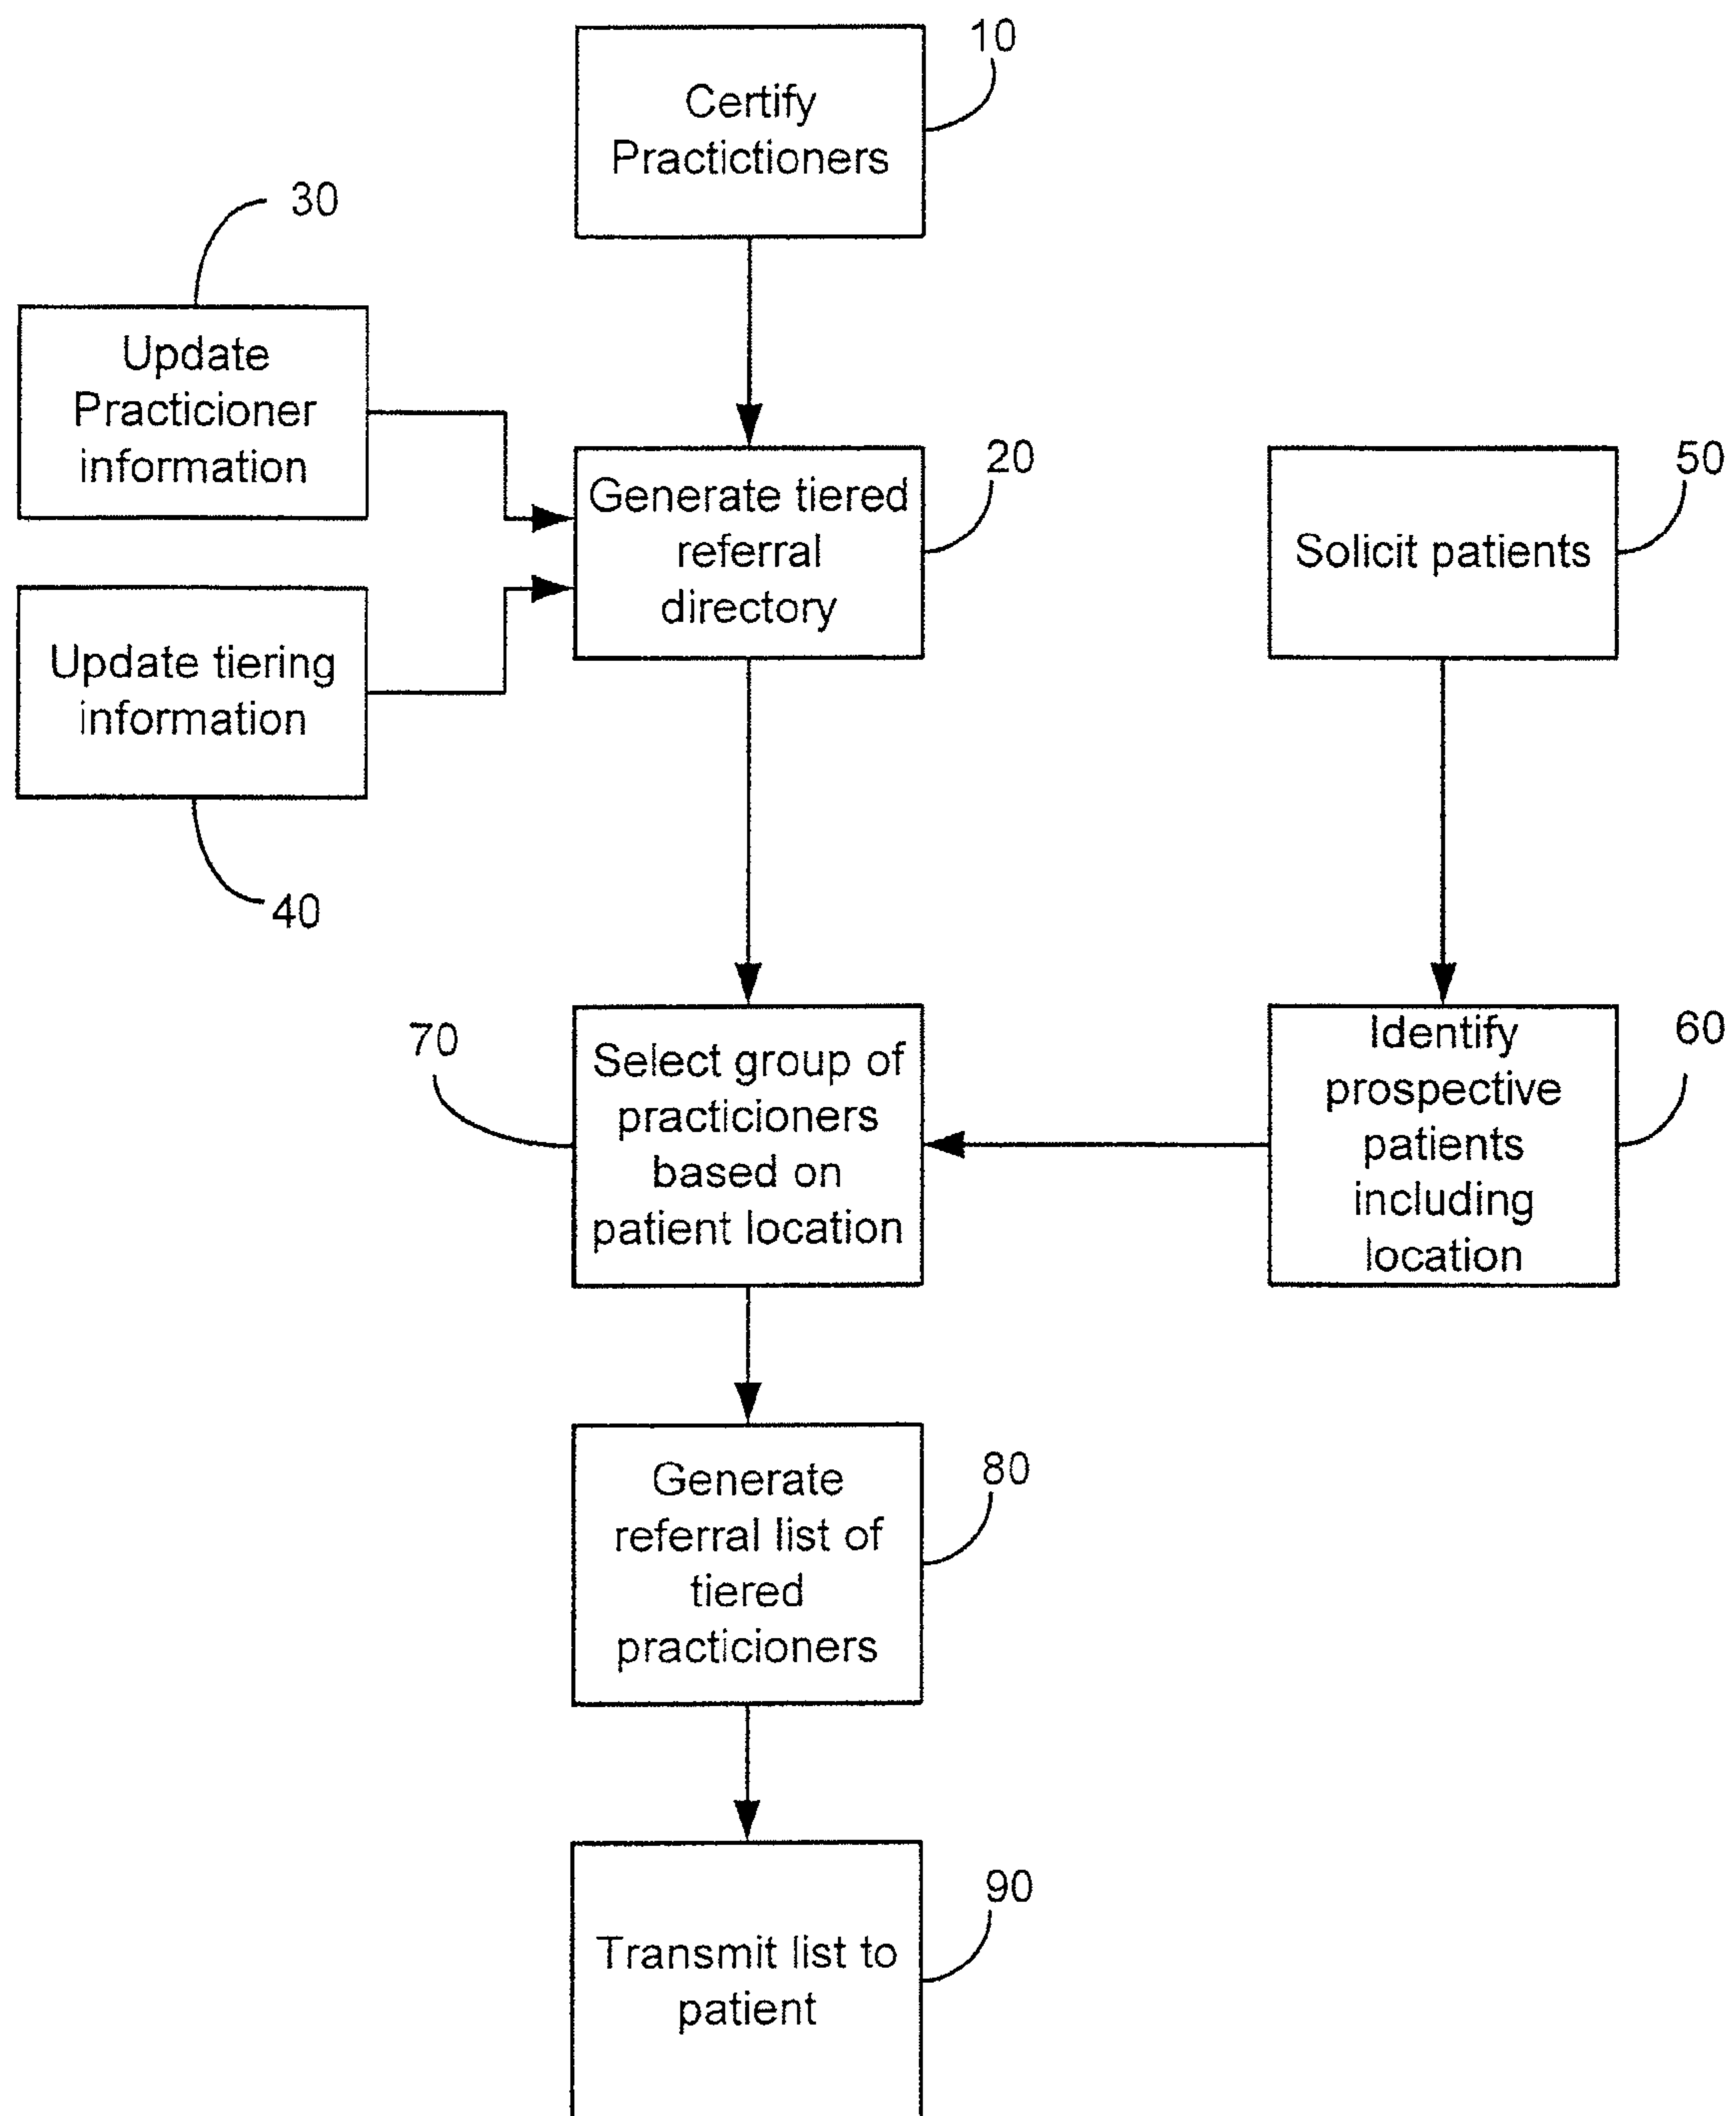 10
Certify
Practictioners
30
Update
Practicioner
information
20
Generate tiered
referral
directory
50
Solicit patients
Update tiering
information
40
70
Select group of
practicioners
based on
patient location
60
Identify
prospective
patients
including
location
80
Generate
referral list of
tiered
practicioners
90
Transmit list to
patient